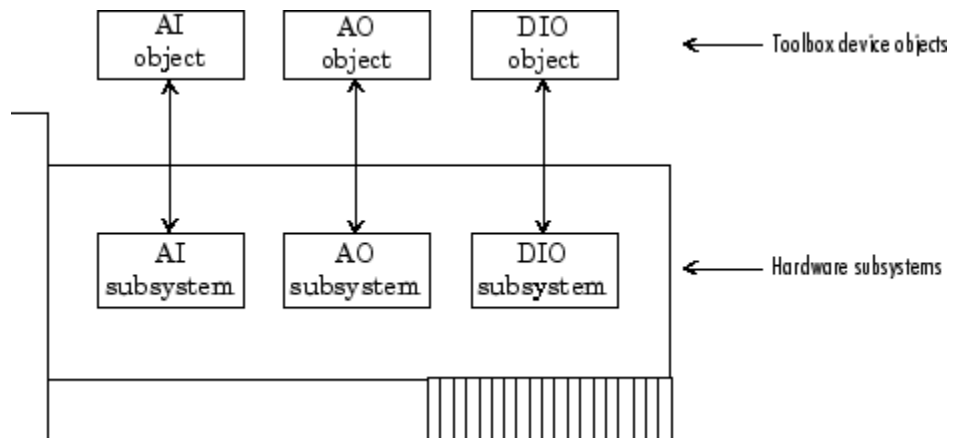 AI
object
AO
object
DIO
object
Toolbox device objects
AI
subsystem
AO
subsystem
DIO
subsystem
Hardware subsystems